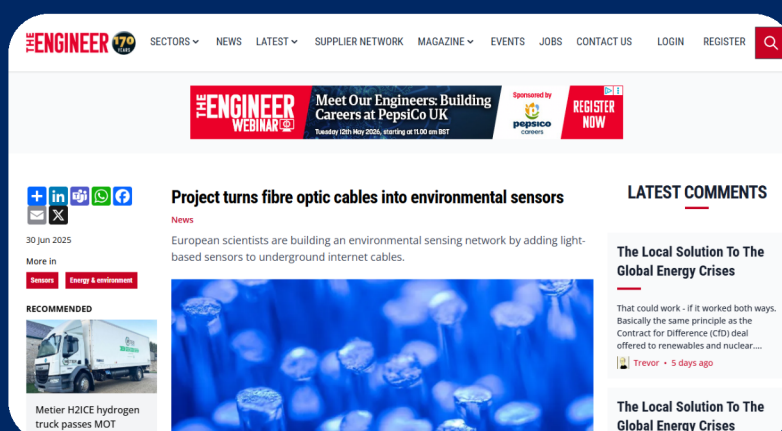 THE ENGINEER 170 YEARS
SECTORS
NEWS
LATEST
SUPPLIER NETWORK
MAGAZINE
EVENTS
JOBS
CONTACT US
LOGIN
REGISTER
THE ENGINEER WEBINAR
Meet Our Engineers: Building
Careers at PepsiCo UK
Tuesday 12th May 2026, starting at 11.00 am BST
Sponsored by
pepsico
careers
REGISTER
NOW
30 Jun 2025
More in
Sensors
Energy & environment
RECOMMENDED
Metier H2ICE hydrogen
truck passes MOT
Project turns fibre optic cables into environmental sensors
News
European scientists are building an environmental sensing network by adding light-
based sensors to underground internet cables.
LATEST COMMENTS
The Local Solution To The
Global Energy Crises
That could work - if it worked both ways.
Basically the same principle as the
Contract for Difference (CfD) deal
offered to renewables and nuclear....
Trevor • 5 days ago
The Local Solution To The
Global Energy Crises